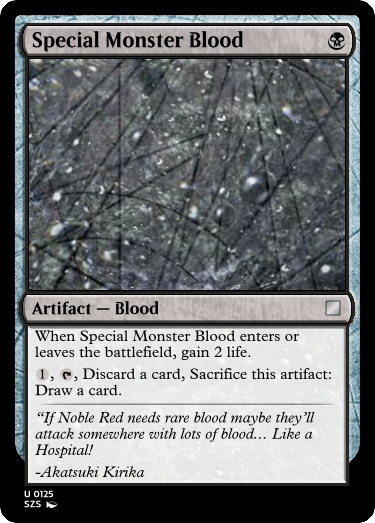 Special Monster Blood
Artifact — Blood
When Special Monster Blood enters or
leaves the battlefield, gain 2 life.
1, , Discard a card, Sacrifice this artifact:
Draw a card.
“If Noble Red needs rare blood maybe they'll
attack somewhere with lots of blood… Like a
Hospital!
-Akatsuki Kirika
U 0125
SZS